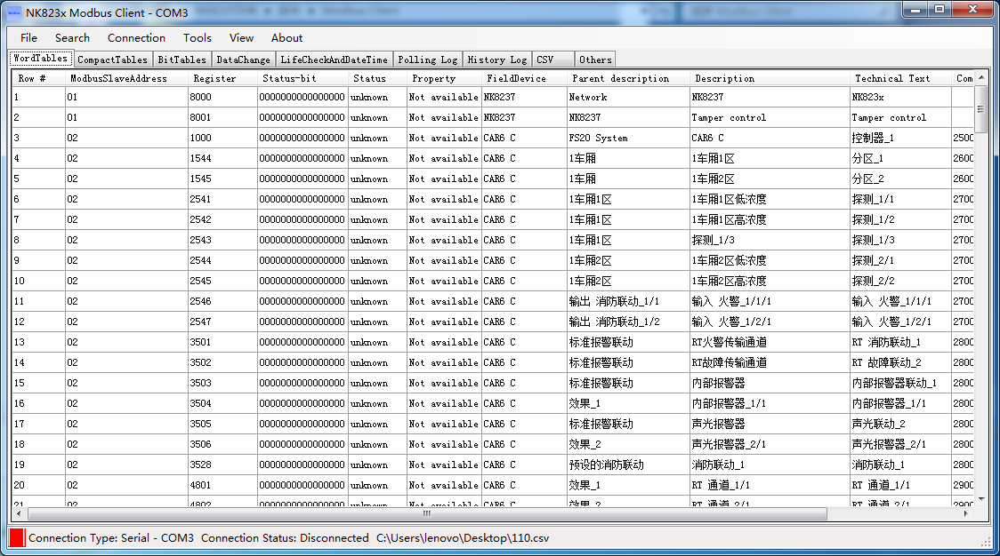 NK823x Modbus Client - COM3
File Search Connection Tools View About
WordTables CompactTables BitTables DataChange LifeCheckAndDateTime Polling Log History Log CSV Others
Row # ModbusSlaveAddress Register Status-bit Status Property FieldDevice Parent description Description Technical Text Com
1 01 8000 0000000000000000 unknown Not available NK8237 Network NK8237 NK823x
2 01 8001 0000000000000000 unknown Not available NK8237 NK8237 Tamper control Tamper control
3 02 1000 0000000000000000 unknown Not available CAR6 C FS20 System CAR6 C 控制器_1 2500
4 02 1544 0000000000000000 unknown Not available CAR6 C 1车厢 1车厢1区 分区_1 2600
5 02 1545 0000000000000000 unknown Not available CAR6 C 1车厢 1车厢2区 分区_2 2600
6 02 2541 0000000000000000 unknown Not available CAR6 C 1车厢1区 1车厢1区低浓度 探测_1/1 2700
7 02 2542 0000000000000000 unknown Not available CAR6 C 1车厢1区 1车厢1区高浓度 探测_1/2 2700
8 02 2543 0000000000000000 unknown Not available CAR6 C 1车厢1区 探测_1/3 探测_1/3 2700
9 02 2544 0000000000000000 unknown Not available CAR6 C 1车厢2区 1车厢2区低浓度 探测_2/1 2700
10 02 2545 0000000000000000 unknown Not available CAR6 C 1车厢2区 1车厢2区高浓度 探测_2/2 2700
11 02 2546 0000000000000000 unknown Not available CAR6 C 输出 消防联动_1/1 输入 火警_1/1/1 输入 火警_1/1/1 2700
12 02 2547 0000000000000000 unknown Not available CAR6 C 输出 消防联动_1/2 输入 火警_1/2/1 输入 火警_1/2/1 2700
13 02 3501 0000000000000000 unknown Not available CAR6 C 标准报警联动 RT火警传输通道 RT 消防联动_1 2800
14 02 3502 0000000000000000 unknown Not available CAR6 C 标准报警联动 RT故障传输通道 RT 故障联动_2 2800
15 02 3503 0000000000000000 unknown Not available CAR6 C 标准报警联动 内部报警器 内部报警器联动_1 2800
16 02 3504 0000000000000000 unknown Not available CAR6 C 效果_1 内部报警器_1/1 内部报警器_1/1 2800
17 02 3505 0000000000000000 unknown Not available CAR6 C 标准报警联动 声光报警器 声光联动_2 2800
18 02 3506 0000000000000000 unknown Not available CAR6 C 效果_2 声光报警器_2/1 声光报警器_2/1 2800
19 02 3528 0000000000000000 unknown Not available CAR6 C 预设的消防联动 消防联动_1 消防联动_1 2800
20 02 4801 0000000000000000 unknown Not available CAR6 C 效果_1 RT 通道_1/1 RT 通道_1/1 2900
21 02 4802 0000000000000000 unknown Not available CAR6 C 效果_2 RT 通道_2/1 RT 通道_2/1 2900
Connection Type: Serial - COM3 Connection Status: Disconnected C:\Users\lenovo\Desktop\110.csv